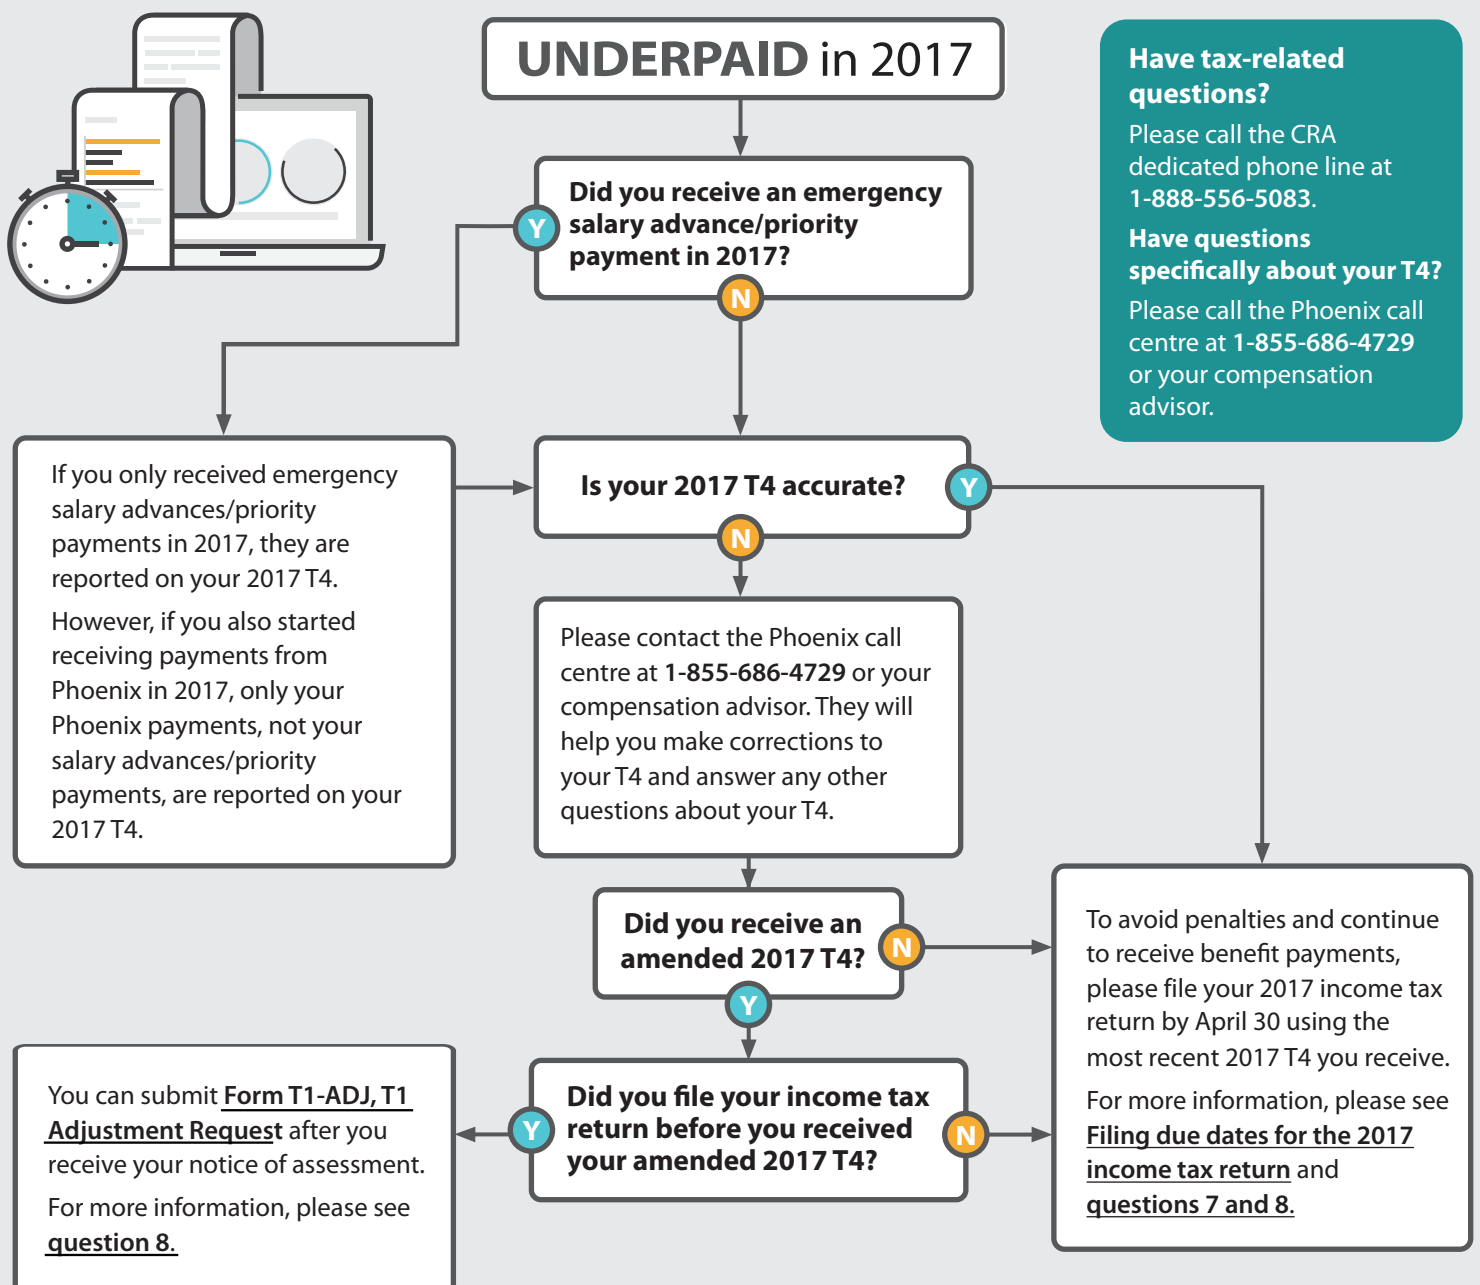 UNDERPAID in 2017
Have tax-related
questions?
Please call the CRA
dedicated phone line at
1-888-556-5083.
Have questions
specifically about your T4?
Please call the Phoenix call
centre at 1-855-686-4729
or your compensation
advisor.
Did you receive an emergency
salary advance/priority
payment in 2017?
Y
N
If you only received emergency
salary advances/priority
payments in 2017, they are
reported on your 2017 T4.
However, if you also started
receiving payments from
Phoenix in 2017, only your
Phoenix payments, not your
salary advances/priority
payments, are reported on your
2017 T4.
Is your 2017 T4 accurate?
Y
N
Please contact the Phoenix call
centre at 1-855-686-4729 or your
compensation advisor. They will
help you make corrections to
your T4 and answer any other
questions about your T4.
Did you receive an
amended 2017 T4?
N
Y
Did you file your income tax
return before you received
your amended 2017 T4?
Y
N
You can submit Form T1-ADJ, T1
Adjustment Request after you
receive your notice of assessment.
For more information, please see
question 8.
To avoid penalties and continue
to receive benefit payments,
please file your 2017 income tax
return by April 30 using the
most recent 2017 T4 you receive.
For more information, please see
Filing due dates for the 2017
income tax return and
questions 7 and 8.